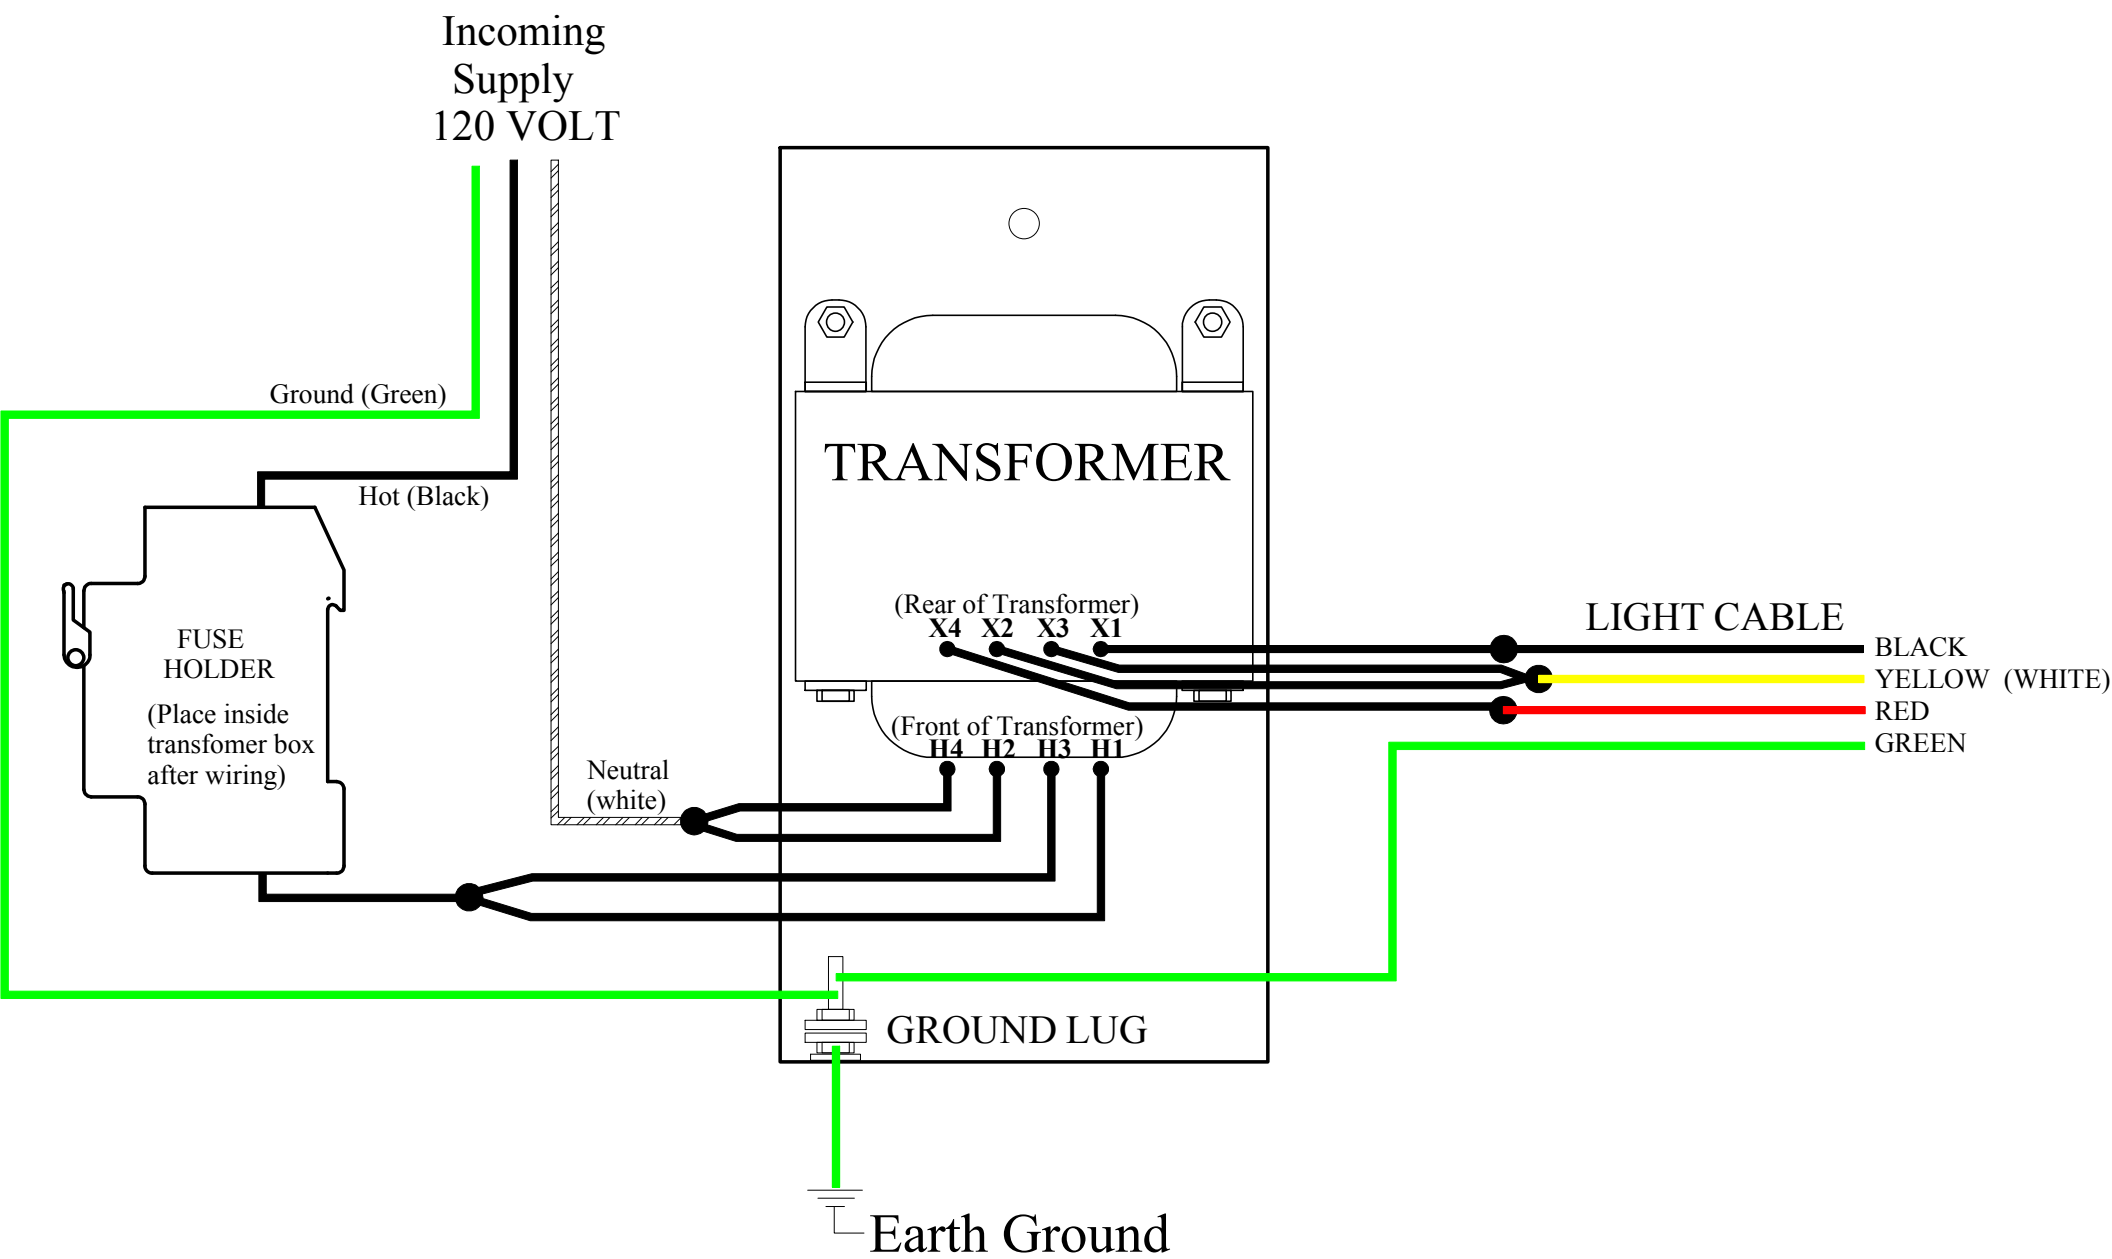 Incoming
Supply
120 VOLT
Ground (Green)
Hot (Black)
TRANSFORMER
FUSE
HOLDER
(Place inside
transfomer box
after wiring)
(Rear of Transformer)
X4 X2 X3 X1
LIGHT CABLE
BLACK
YELLOW (WHITE)
RED
GREEN
(Front of Transformer)
H4 H2 H3 H1
Neutral
(white)
GROUND LUG
Earth Ground